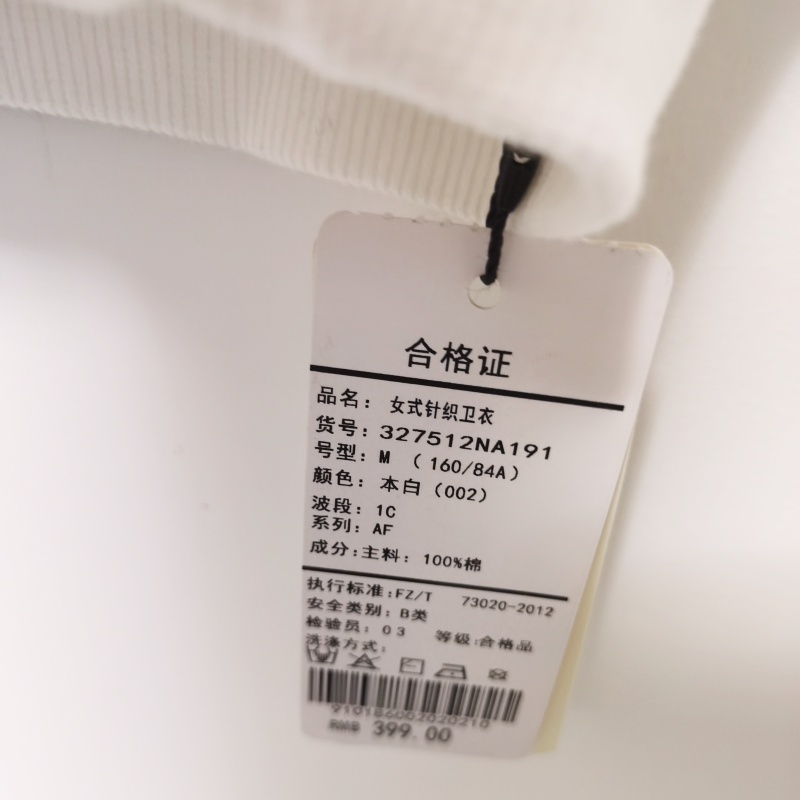 合格证
品名: 女式针织卫衣
货号: 327512NA191
号型: M (160/84A)
颜色: 本白(002)
波段: 1C
系列: AF
成分:主料: 100%棉
执行标准:FZ/T 73020-2012
安全类别: B类
检验员: 03 等级:合格品
洗涤方式:
9101860020202​10
RMB 399.00